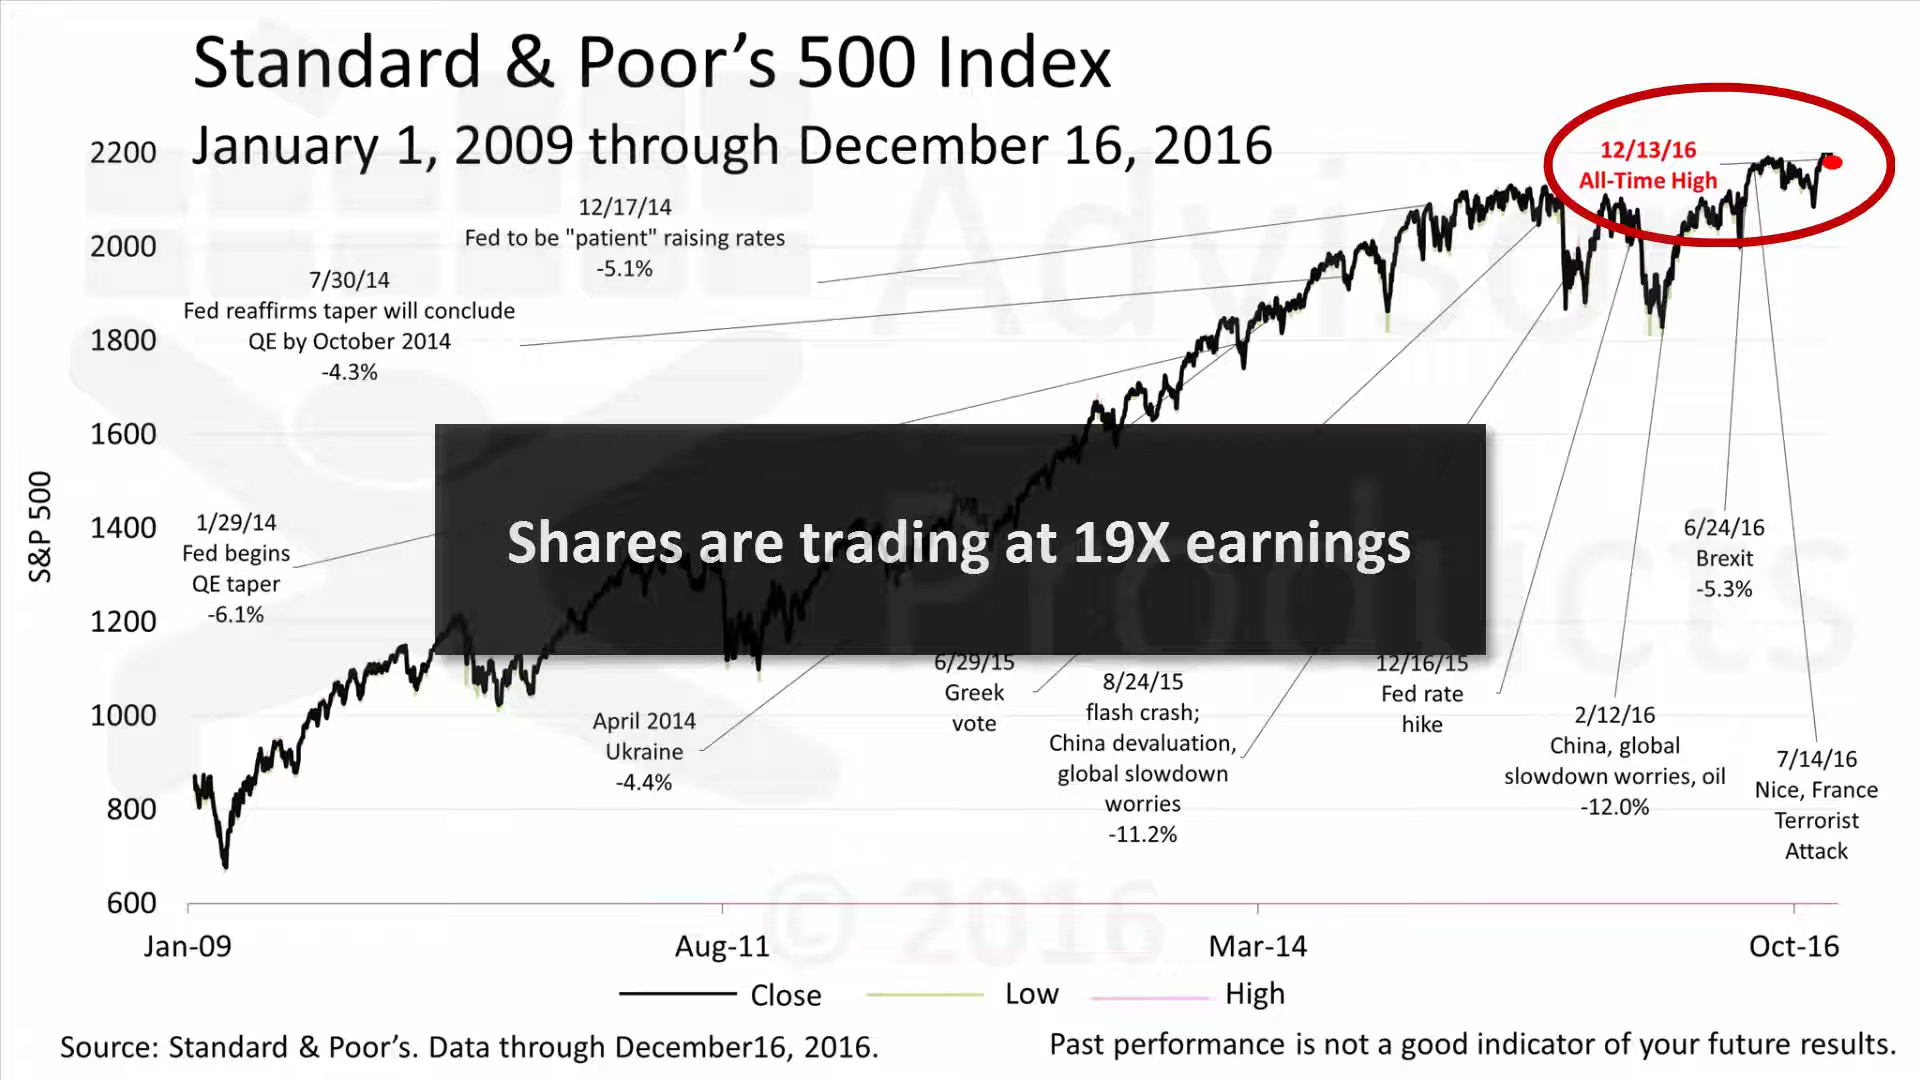 Standard & Poor’s 500 Index
January 1, 2009 through December 16, 2016
2200
2000
1800
1600
1400
1200
1000
800
600
S&P 500
12/13/16
All-Time High
12/17/14
Fed to be "patient" raising rates
-5.1%
7/30/14
Fed reaffirms taper will conclude
QE by October 2014
-4.3%
1/29/14
Fed begins
QE taper
-6.1%
Shares are trading at 19X earnings
April 2014
Ukraine
-4.4%
6/29/15
Greek
vote
8/24/15
flash crash;
China devaluation,
global slowdown
worries
-11.2%
12/16/15
Fed rate
hike
2/12/16
China, global
slowdown worries, oil
-12.0%
6/24/16
Brexit
-5.3%
7/14/16
Nice, France
Terrorist
Attack
Jan-09
Aug-11
Mar-14
Oct-16
Close
Low
High
Source: Standard & Poor’s. Data through December16, 2016.
Past performance is not a good indicator of your future results.
Advisor
Products
© 2016